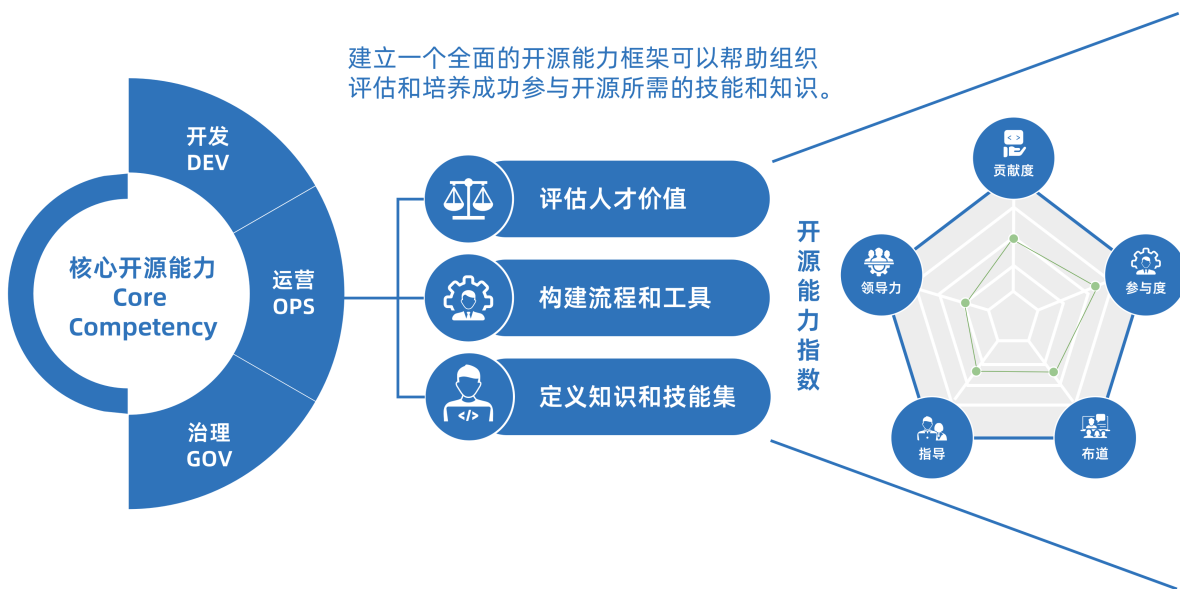 建立一个全面的开源能力框架可以帮助组织
评估和培养成功参与开源所需的技能和知识。
开发
DEV
核心开源能力
Core
Competency
运营
OPS
治理
GOV
评估人才价值
构建流程和工具
</>
定义知识和技能集
开源能力指数
< >
贡献度
领导力
参与度
指导
布道